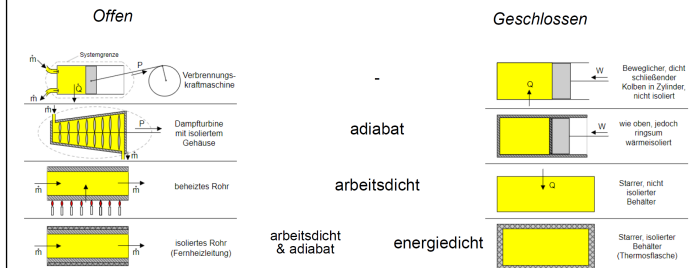 Offen
Geschlossen
Systemgrenze
ṁ
P
Q̇
ṁ
Verbrennungs-
kraftmaschine
-
Q
W
Beweglicher, dicht
schließender
Kolben in Zylinder,
nicht isoliert
ṁ
P
ṁ
Dampfturbine
mit isoliertem
Gehäuse
adiabat
W
wie oben, jedoch
ringsum
wärmeisoliert
ṁ
ṁ
beheiztes Rohr
arbeitsdicht
Q
Starrer, nicht
isolierter
Behälter
ṁ
ṁ
isoliertes Rohr
(Fernheizleitung)
arbeitsdicht
& adiabat
energiedicht
Starrer, isolierter
Behälter
(Thermosflasche)